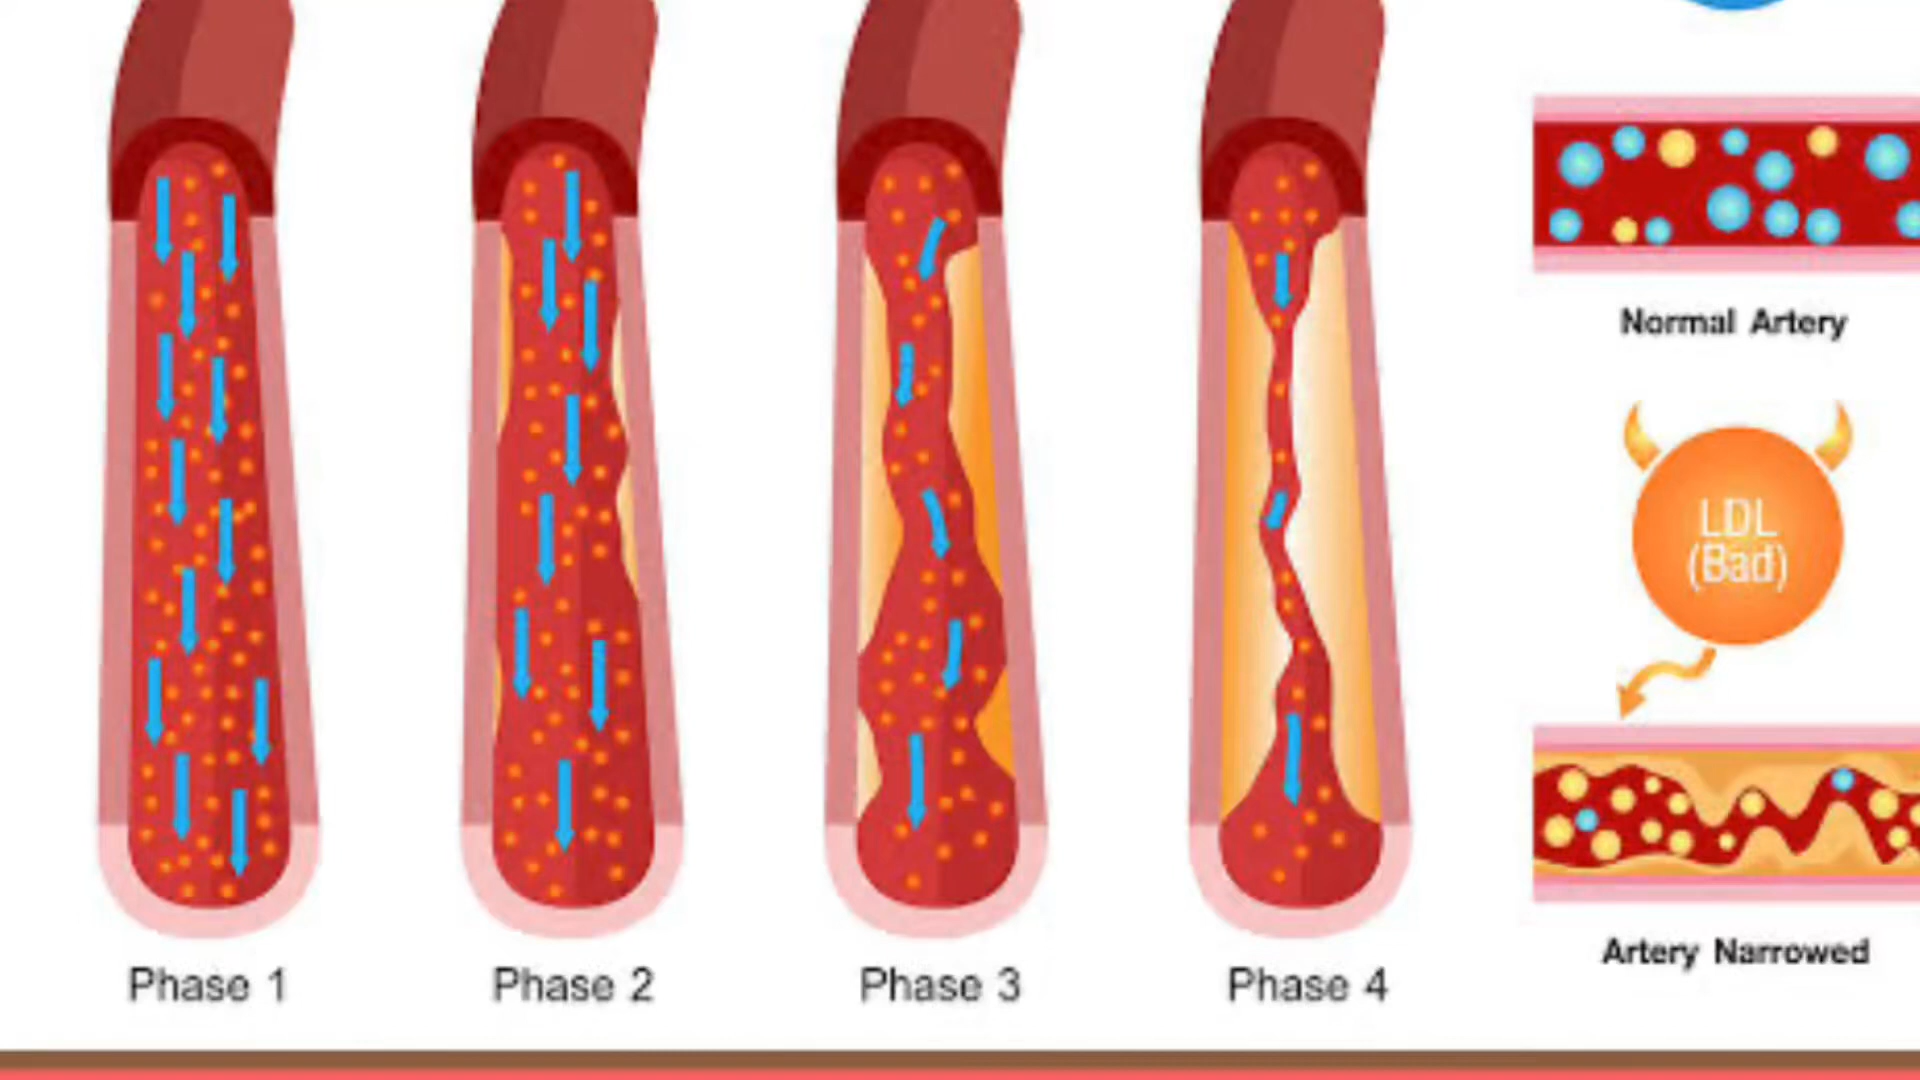 Normal Artery
LDL
(Bad)
Artery Narrowed
Phase 1
Phase 2
Phase 3
Phase 4